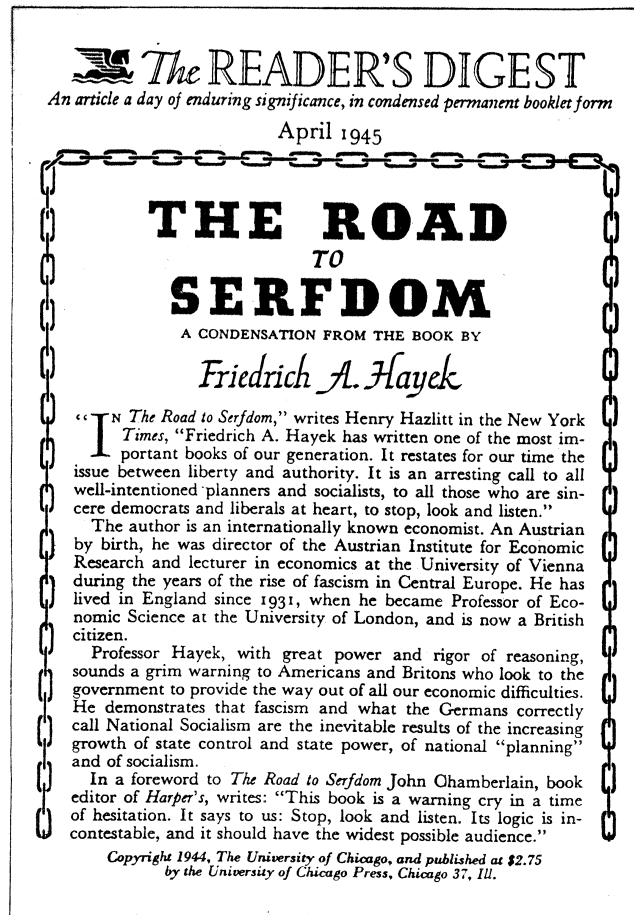 The READER'S DIGEST
An article a day of enduring significance, in condensed permanent booklet form
April 1945
THE ROAD
TO
SERFDOM
A CONDENSATION FROM THE BOOK BY
Friedrich A. Hayek
"IN The Road to Serfdom," writes Henry Hazlitt in the New York
Times, "Friedrich A. Hayek has written one of the most im-
portant books of our generation. It restates for our time the
issue between liberty and authority. It is an arresting call to all
well-intentioned planners and socialists, to all those who are sin-
cere democrats and liberals at heart, to stop, look and listen."
The author is an internationally known economist. An Austrian
by birth, he was director of the Austrian Institute for Economic
Research and lecturer in economics at the University of Vienna
during the years of the rise of fascism in Central Europe. He has
lived in England since 1931, when he became Professor of Eco-
nomic Science at the University of London, and is now a British
citizen.
Professor Hayek, with great power and rigor of reasoning,
sounds a grim warning to Americans and Britons who look to the
government to provide the way out of all our economic difficulties.
He demonstrates that fascism and what the Germans correctly
call National Socialism are the inevitable results of the increasing
growth of state control and state power, of national "planning"
and of socialism.
In a foreword to The Road to Serfdom John Chamberlain, book
editor of Harper's, writes: "This book is a warning cry in a time
of hesitation. It says to us: Stop, look and listen. Its logic is in-
contestable, and it should have the widest possible audience."
Copyright 1944, The University of Chicago, and published at $2.75
by the University of Chicago Press, Chicago 37, Ill.